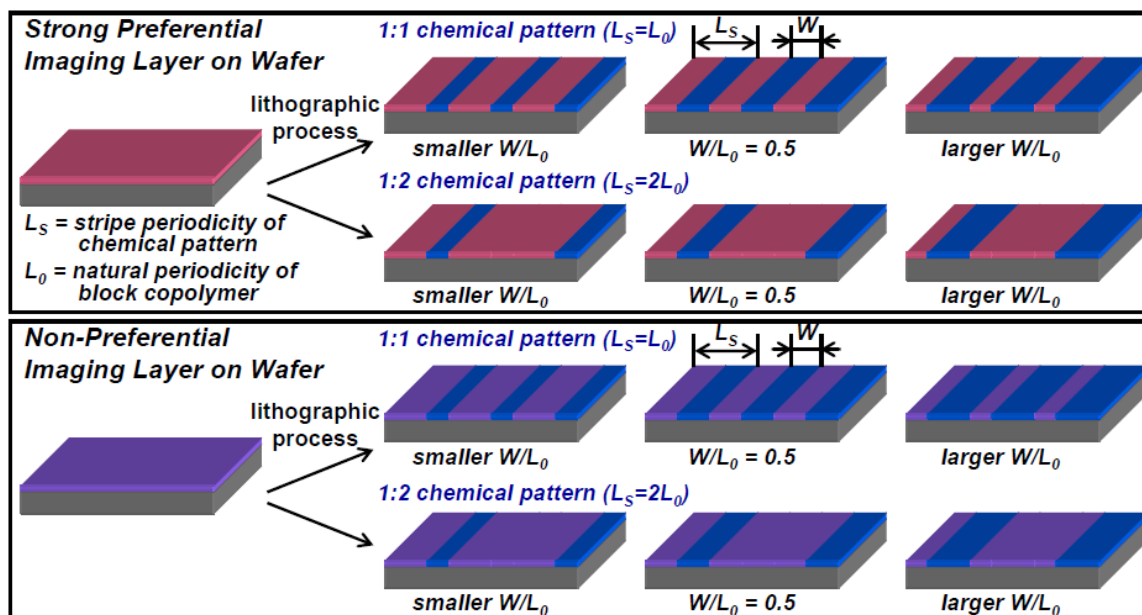 Strong Preferential
Imaging Layer on Wafer
1:1 chemical pattern (LS=L0)
LS
W
lithographic
process
smaller W/L0
W/L0 = 0.5
larger W/L0
1:2 chemical pattern (LS=2L0)
LS = stripe periodicity of
chemical pattern
L0 = natural periodicity of
block copolymer
smaller W/L0
W/L0 = 0.5
larger W/L0
Non-Preferential
Imaging Layer on Wafer
1:1 chemical pattern (LS=L0)
LS
W
lithographic
process
smaller W/L0
W/L0 = 0.5
larger W/L0
1:2 chemical pattern (LS=2L0)
smaller W/L0
W/L0 = 0.5
larger W/L0